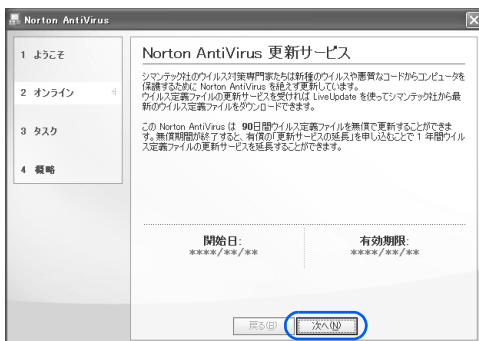 Norton AntiVirus
1 ようこそ
2 オンライン
3 タスク
4 概略
Norton AntiVirus 更新サービス
シマンテック社のウイルス対策専門家たちは新種のウイルスや悪質なコードからコンピュータを
保護するために Norton AntiVirus を絶えず更新しています。
ウイルス定義ファイルの更新サービスを受ければ LiveUpdate を使ってシマンテック社から最
新のウイルス定義ファイルをダウンロードできます。
この Norton AntiVirus は 90日間ウイルス定義ファイルを無償で更新することができま
す。無償期間が終了すると、有償の「更新サービスの延長」を申し込むことで 1 年間ウイル
ス定義ファイルの更新サービスを延長することができます。
開始日:
****/**/**
有効期限:
****/**/**
戻る(B)
次へ(N)